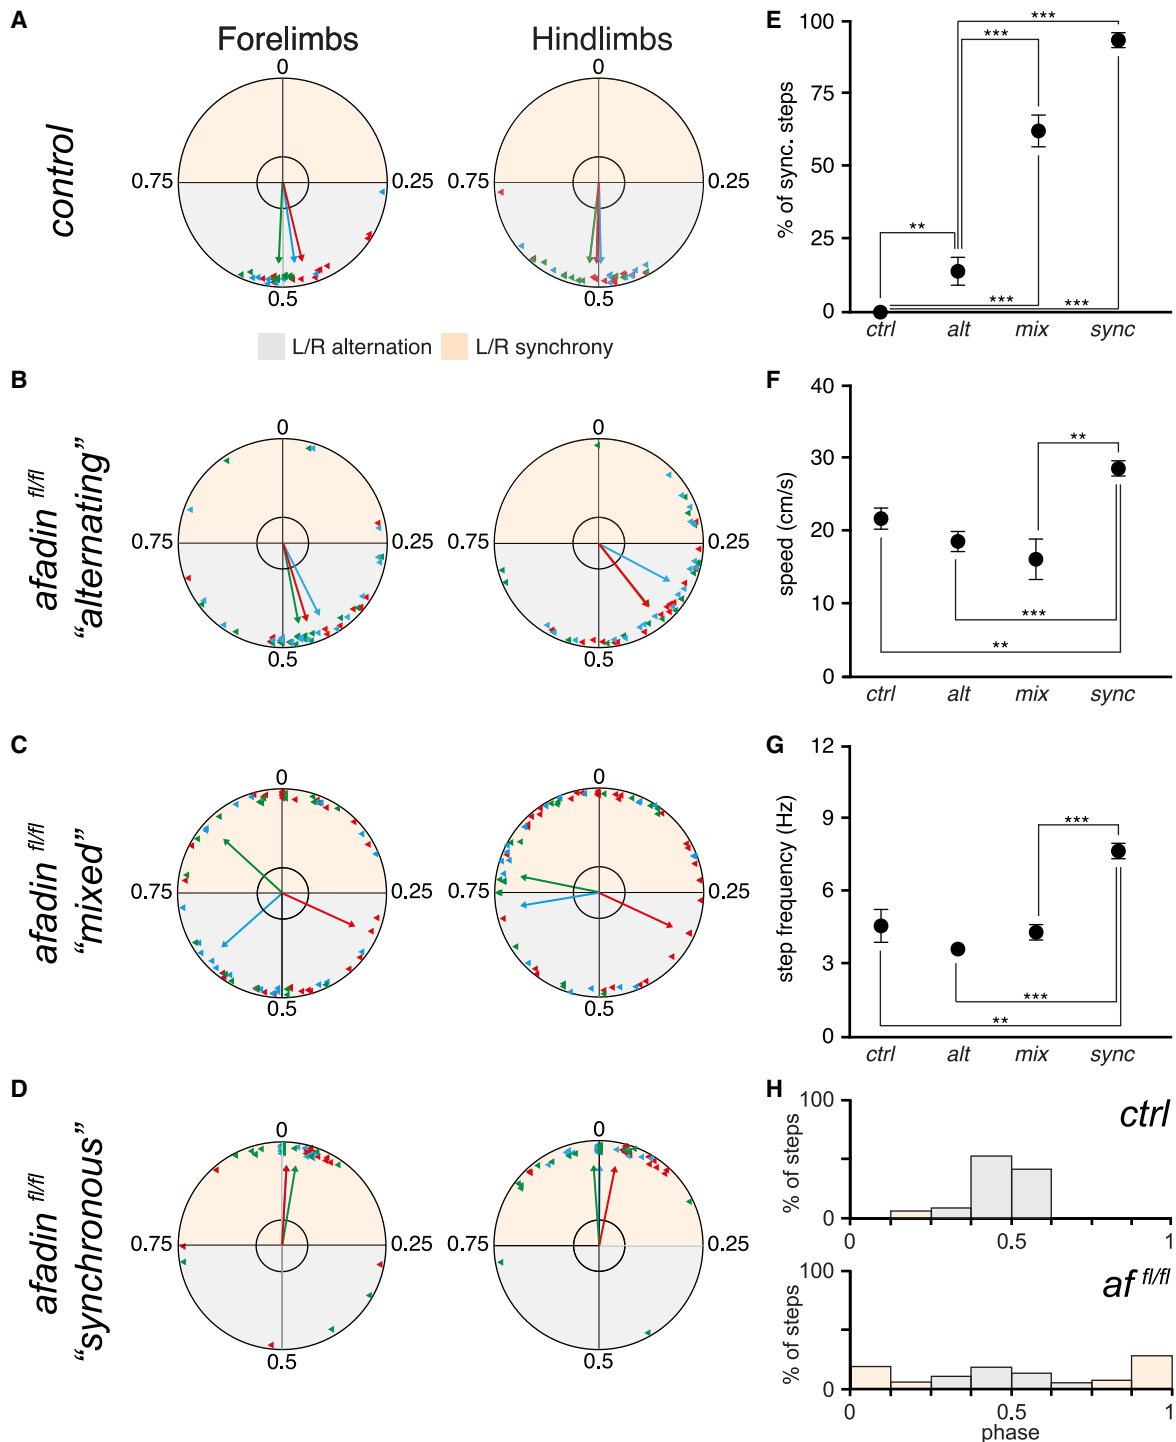 A
Forelimbs
Hindlimbs
control
0
0.75
0.25
0.5
0
0.75
0.25
0.5
L/R alternation
L/R synchrony
B
afadin fl/fl
“alternating”
0
0.75
0.25
0.5
0
0.75
0.25
0.5
C
afadin fl/fl
“mixed”
0
0.75
0.25
0.5
0
0.75
0.25
0.5
D
afadin fl/fl
“synchronous”
0
0.75
0.25
0.5
0
0.75
0.25
0.5
E
% of sync. steps
100
75
50
25
0
***
***
**
***
***
ctrl alt mix sync
F
speed (cm/s)
40
30
20
10
0
**
***
**
ctrl alt mix sync
G
step frequency (Hz)
12
9
6
3
0
***
***
**
ctrl alt mix sync
H
% of steps
100
0
ctrl
0 0.5 1
% of steps
100
0
af fl/fl
0 0.5 1
phase